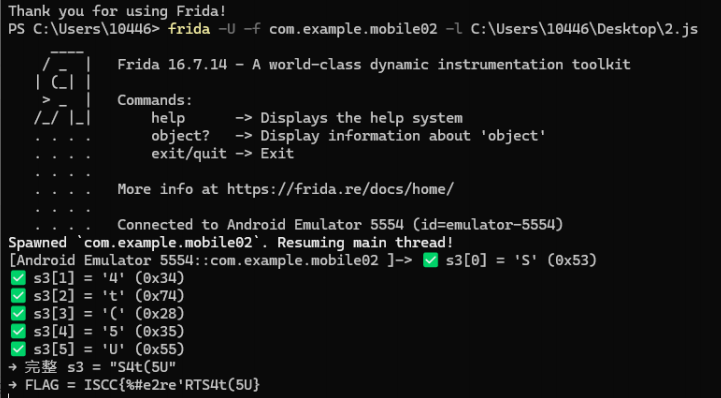 Thank you for using Frida!
PS C:\Users\10446> frida -U -f com.example.mobile02 -l C:\Users\10446\Desktop\2.js
     ____
    / _  |   Frida 16.7.14 - A world-class dynamic instrumentation toolkit
   | (_| |
    > _  |   Commands:
   /_/ |_|       help      -> Displays the help system
   . . . .       object?   -> Display information about 'object'
   . . . .       exit/quit -> Exit
   . . . .
   . . . .   More info at https://frida.re/docs/home/
   . . . .
   . . . .   Connected to Android Emulator 5554 (id=emulator-5554)
Spawned `com.example.mobile02`. Resuming main thread!
[Android Emulator 5554::com.example.mobile02 ]-> ✅ s3[0] = 'S' (0x53)
✅ s3[1] = '4' (0x34)
✅ s3[2] = 't' (0x74)
✅ s3[3] = '(' (0x28)
✅ s3[4] = '5' (0x35)
✅ s3[5] = 'U' (0x55)
→ 完整 s3 = "S4t(5U"
→ FLAG = ISCC{%#e2re'RTS4t(5U}